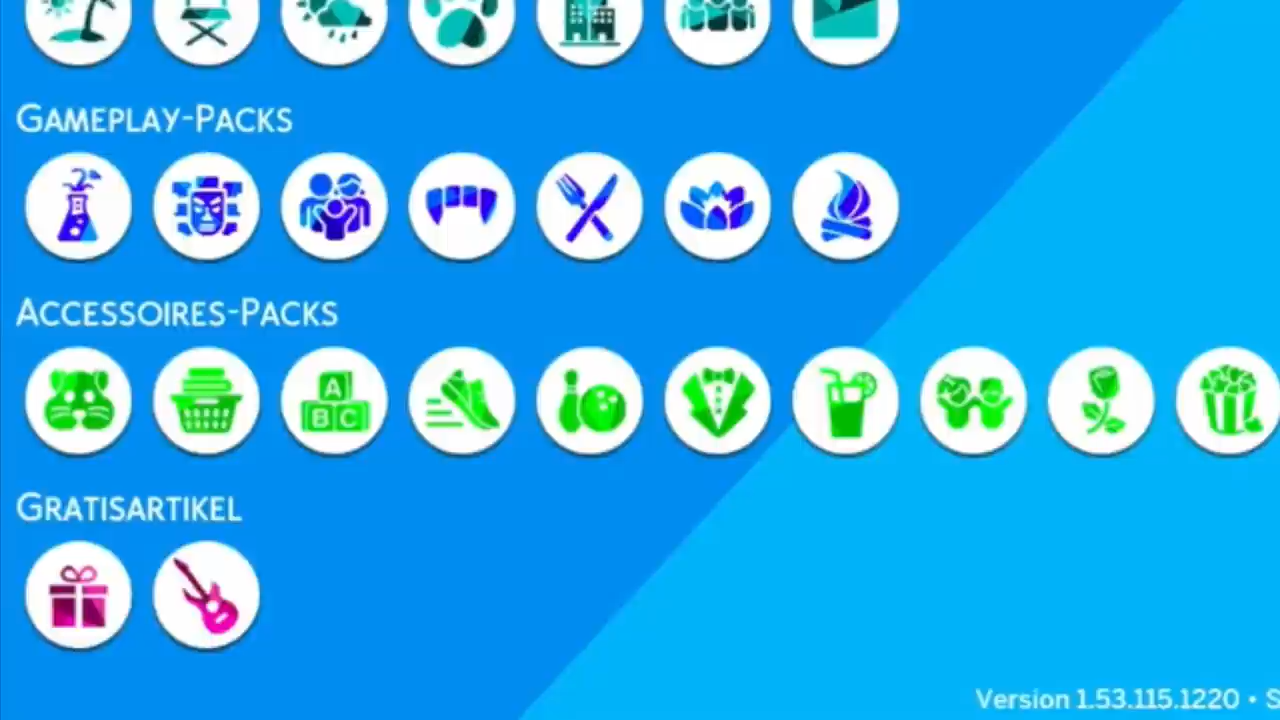 GAMEPLAY-PACKS
ACCESSOIRES-PACKS
A
B C
GRATISARTIKEL
Version 1.53.115.1220 • S